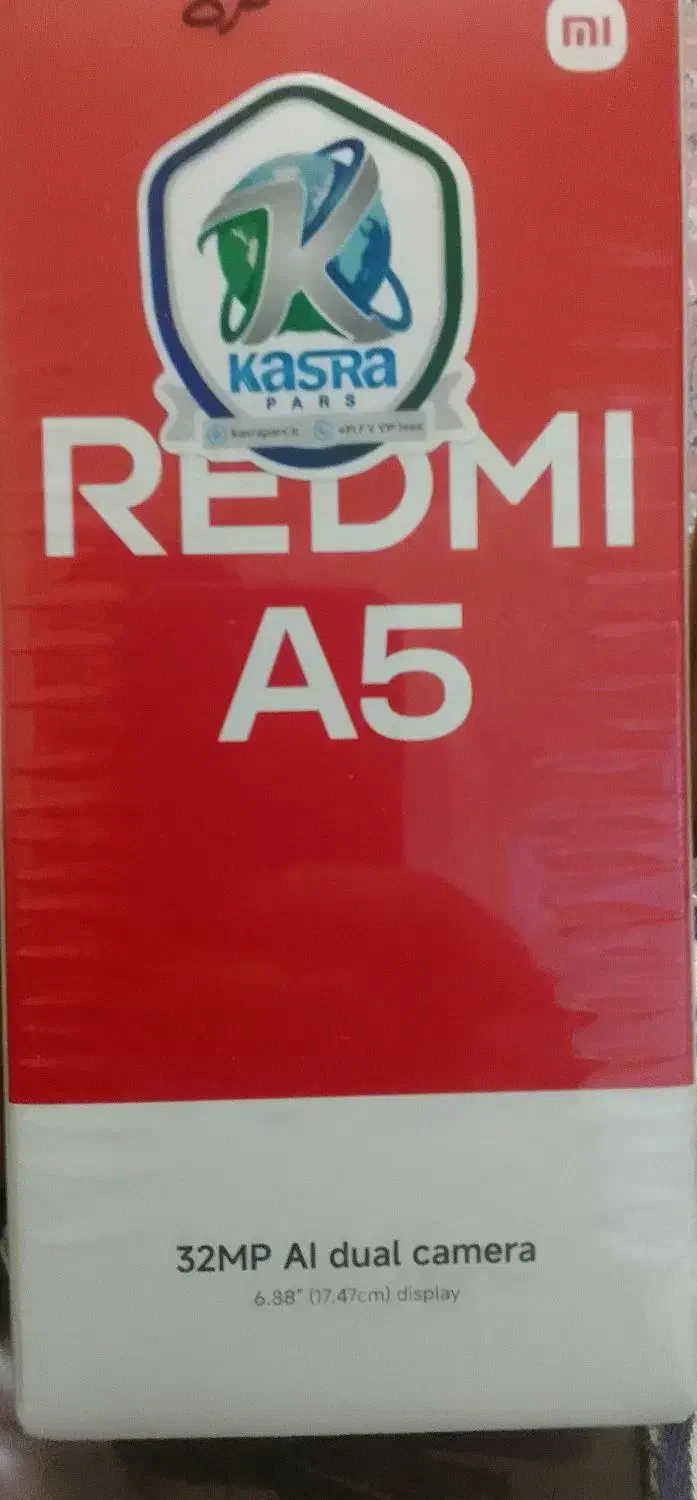 mi
KASRA
PARS
REDMI
A5
32MP AI dual camera
6.88" (17.47cm) display